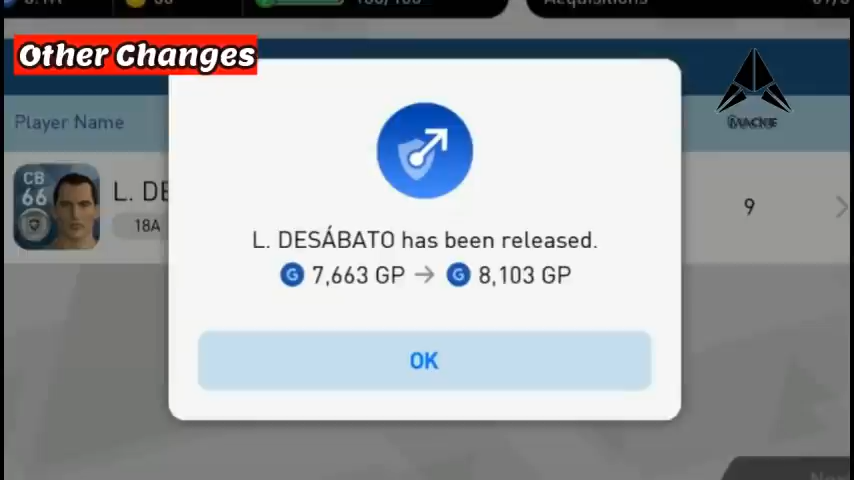 Other Changes
Player Name
CB
66
L. DE
18A
9
L. DESÁBATO has been released.
G 7,663 GP → G 8,103 GP
OK